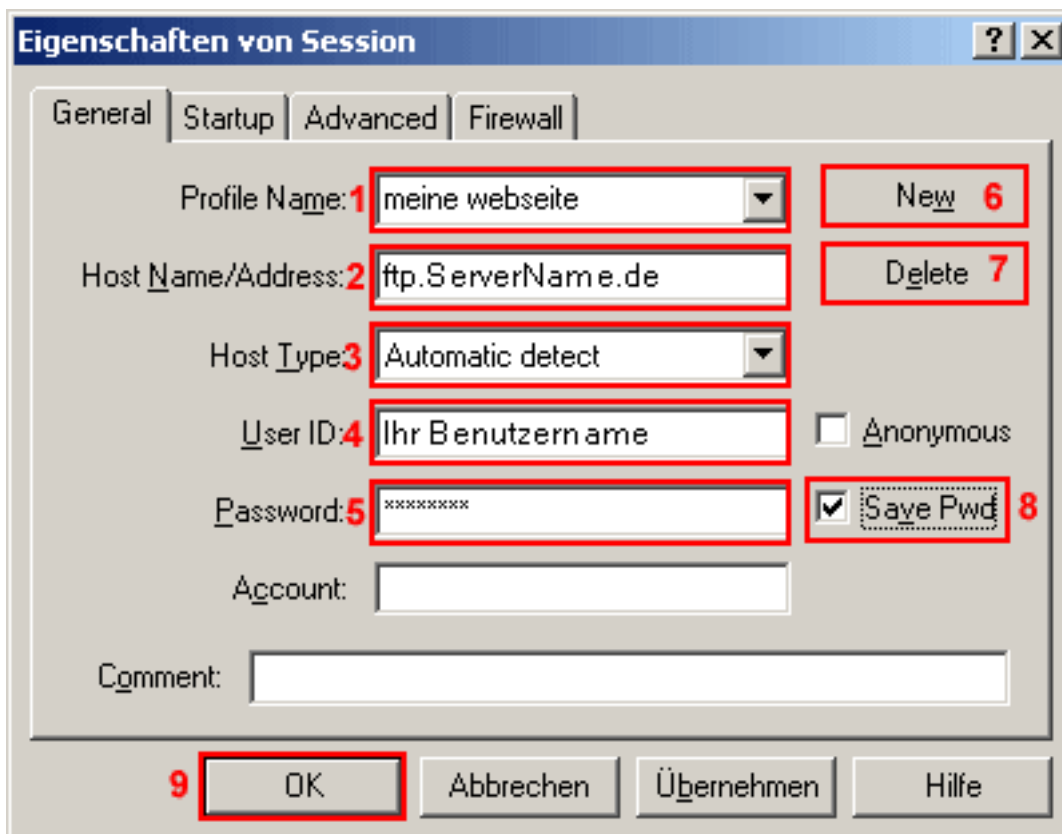 Eigenschaften von Session
General Startup Advanced Firewall
Profile Name: 1 meine webseite New 6
Host Name/Address: 2 ftp.ServerName.de Delete 7
Host Type: 3 Automatic detect
User ID: 4 Ihr Benutzername Anonymous
Password: 5 ******** Save Pwd 8
Account:
Comment:
9 OK Abbrechen Übernehmen Hilfe